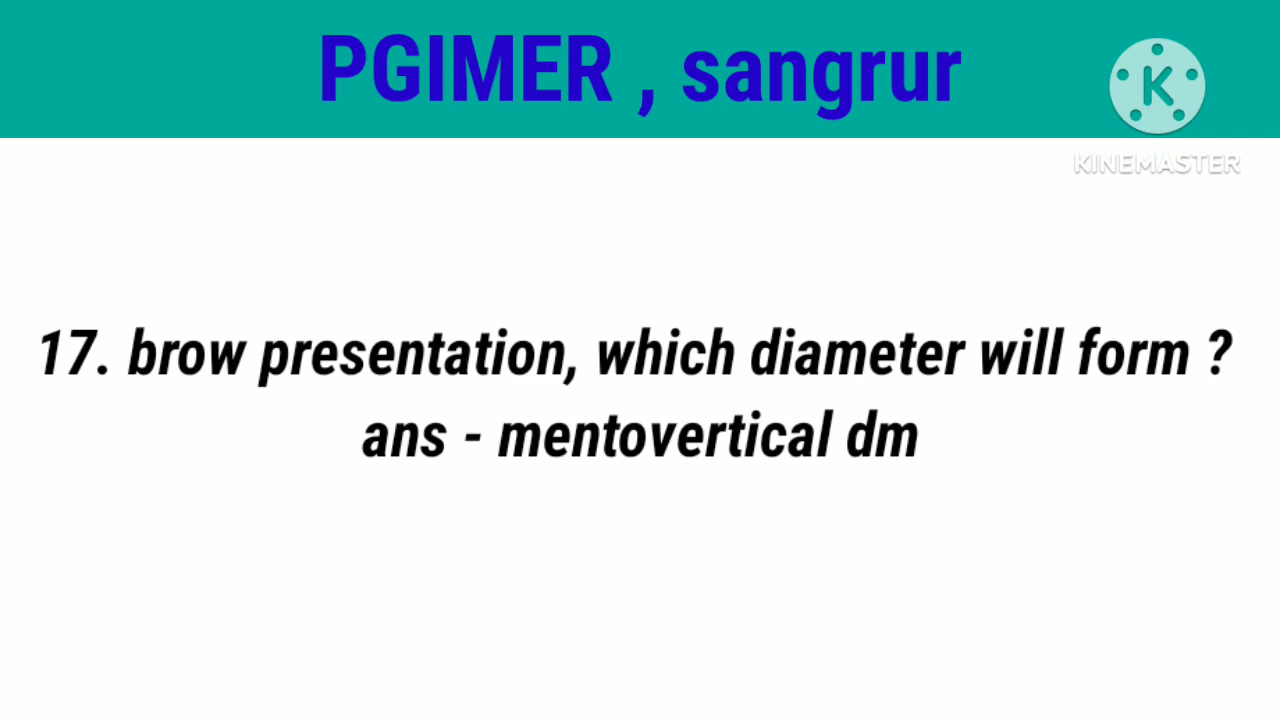 PGIMER , sangrur
K
KINEMASTER
17. brow presentation, which diameter will form ?
ans - mentovertical dm